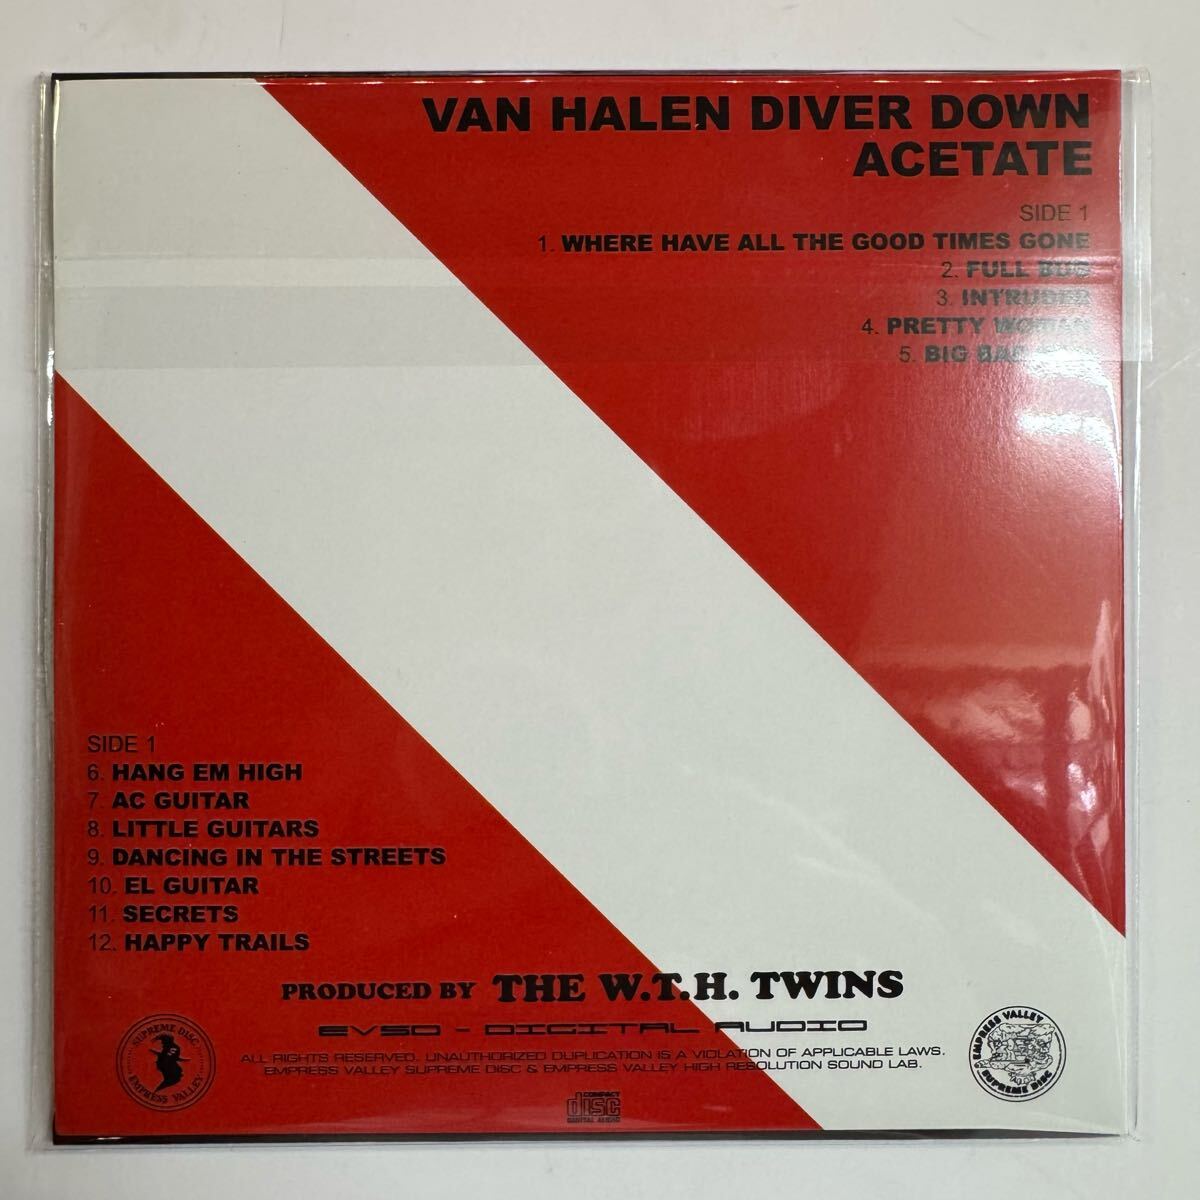 VAN HALEN DIVER DOWN
ACETATE
SIDE 1
1. WHERE HAVE ALL THE GOOD TIMES GONE
2. FULL BUG
3. INTRUDER
4. PRETTY WOMAN
5. BIG BAD
SIDE 1
6. HANG EM HIGH
7. AC GUITAR
8. LITTLE GUITARS
9. DANCING IN THE STREETS
10. EL GUITAR
11. SECRETS
12. HAPPY TRAILS
PRODUCED BY THE W.T.H. TWINS
EVSD - DIGITAL AUDIO
ALL RIGHTS RESERVED. UNAUTHORIZED DUPLICATION IS A VIOLATION OF APPLICABLE LAWS.
EMPRESS VALLEY SUPREME DISC & EMPRESS VALLEY HIGH RESOLUTION SOUND LAB.
SUPREME DISC
EMPRESS VALLEY
EMPRESS VALLEY
SUPREME DISC
COMPACT
disc
DIGITAL AUDIO